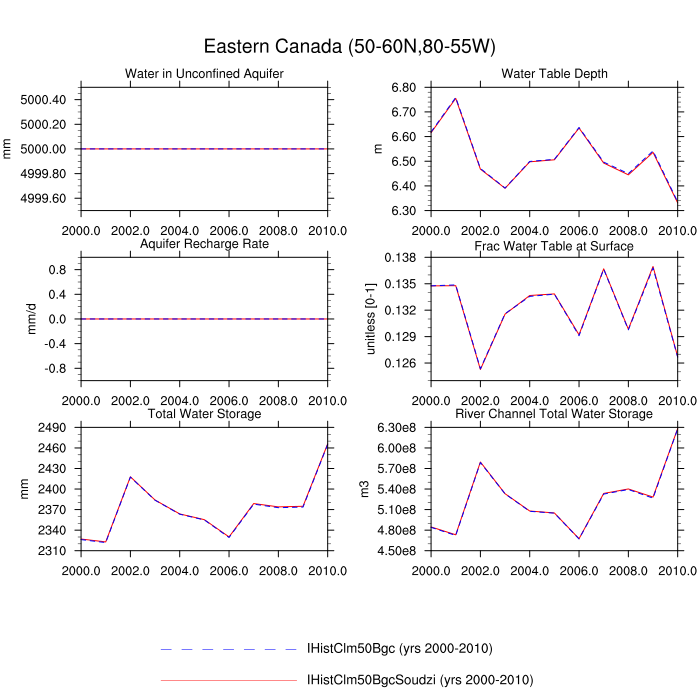 Eastern Canada (50-60N,80-55W)
Water in Unconfined Aquifer
5000.40
5000.20
5000.00
4999.80
4999.60
mm
2000.0 2002.0 2004.0 2006.0 2008.0 2010.0
Water Table Depth
6.80
6.70
6.60
6.50
6.40
6.30
m
2000.0 2002.0 2004.0 2006.0 2008.0 2010.0
Aquifer Recharge Rate
0.8
0.4
0.0
-0.4
-0.8
mm/d
2000.0 2002.0 2004.0 2006.0 2008.0 2010.0
Frac Water Table at Surface
0.138
0.135
0.132
0.129
0.126
unitless [0-1]
2000.0 2002.0 2004.0 2006.0 2008.0 2010.0
Total Water Storage
2490
2460
2430
2400
2370
2340
2310
mm
2000.0 2002.0 2004.0 2006.0 2008.0 2010.0
River Channel Total Water Storage
6.30e8
6.00e8
5.70e8
5.40e8
5.10e8
4.80e8
4.50e8
m3
2000.0 2002.0 2004.0 2006.0 2008.0 2010.0
IHistClm50Bgc (yrs 2000-2010)
IHistClm50BgcSoudzi (yrs 2000-2010)